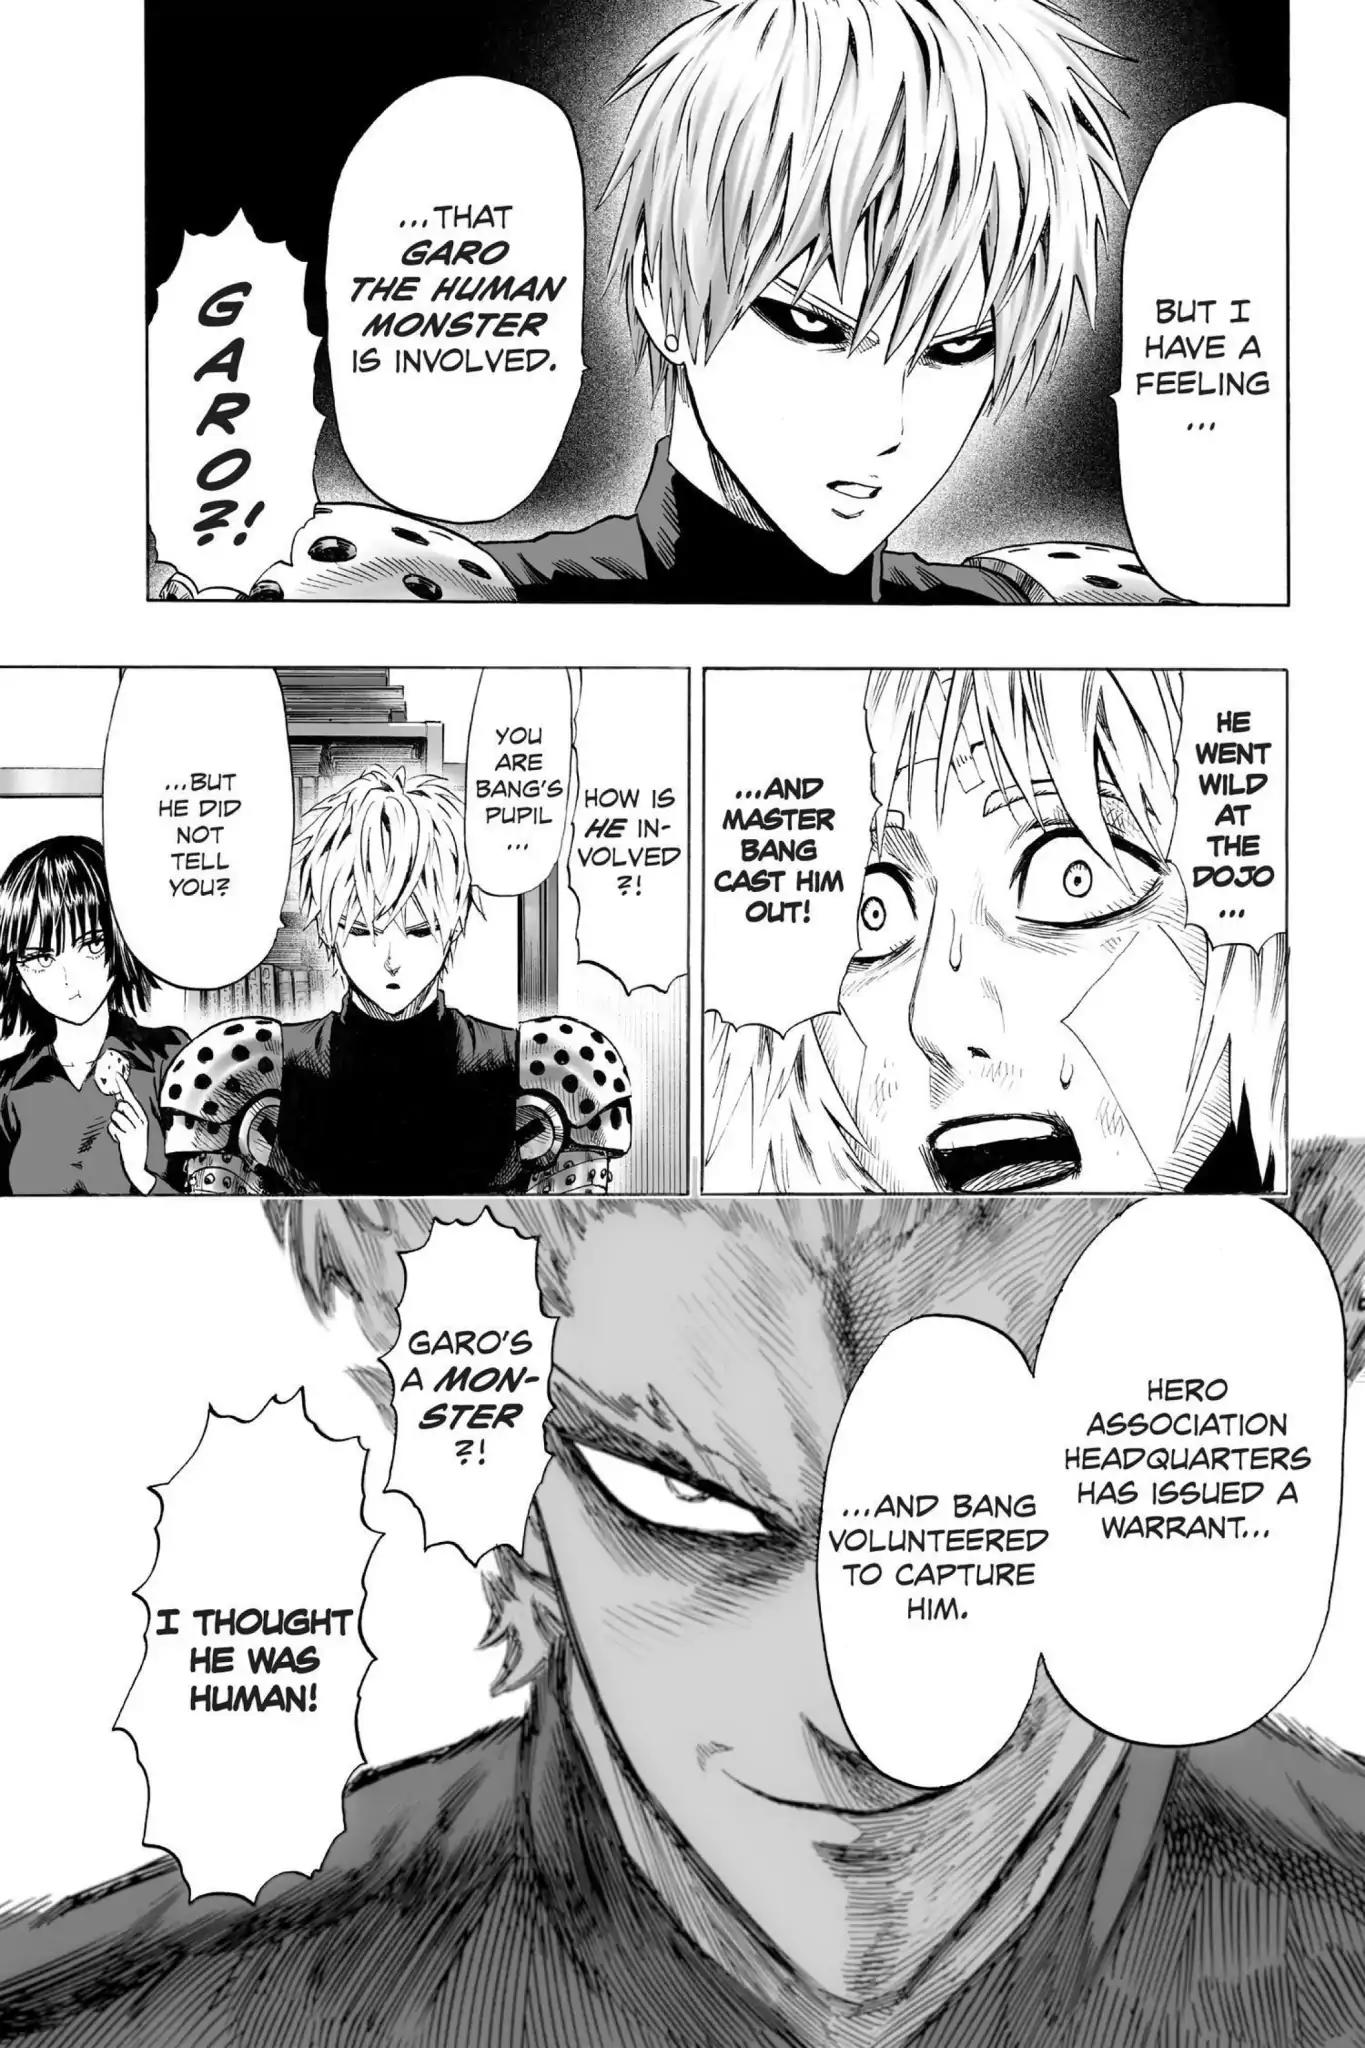 BUT I
HAVE A
FEELING
...
...THAT
GARO
THE HUMAN
MONSTER
IS INVOLVED.
GARO?!
HE
WENT
WILD
AT
THE
DOJO
...
...AND
MASTER
BANG
CAST HIM
OUT!
HOW IS
HE IN-
VOLVED
?!
YOU
ARE
BANG'S
PUPIL
...
...BUT
HE DID
NOT
TELL
YOU?
HERO
ASSOCIATION
HEADQUARTERS
HAS ISSUED A
WARRANT...
...AND BANG
VOLUNTEERED
TO CAPTURE
HIM.
GARO'S
A MON-
STER
?!
I THOUGHT
HE WAS
HUMAN!